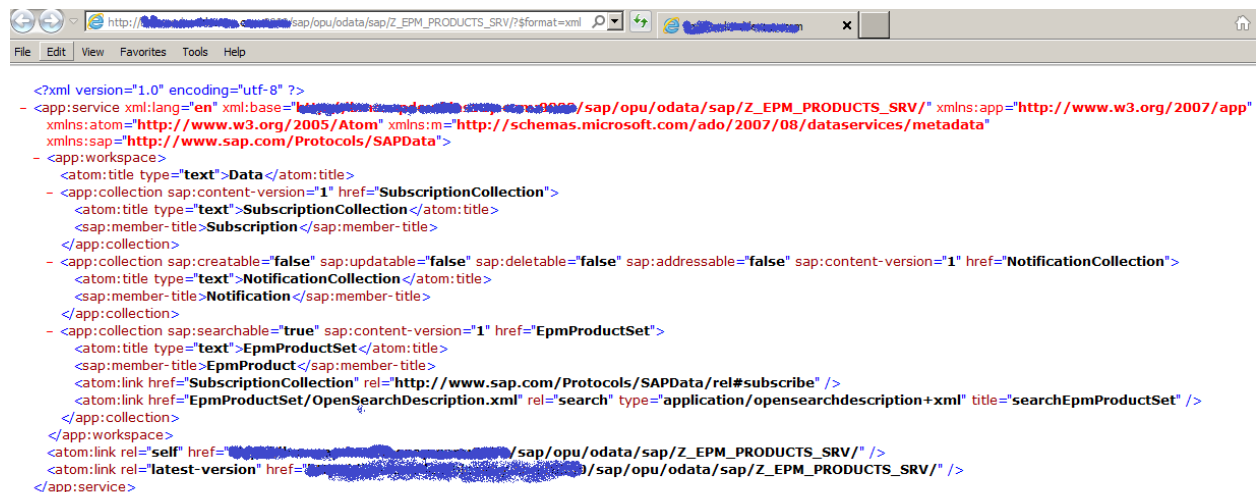 http://
/sap/opu/odata/sap/Z_EPM_PRODUCTS_SRV/?$format=xml
File Edit View Favorites Tools Help
<?xml version="1.0" encoding="utf-8" ?>
- <app:service xml:lang="en" xml:base="/sap/opu/odata/sap/Z_EPM_PRODUCTS_SRV/" xmlns:app="http://www.w3.org/2007/app"
xmlns:atom="http://www.w3.org/2005/Atom" xmlns:m="http://schemas.microsoft.com/ado/2007/08/dataservices/metadata"
xmlns:sap="http://www.sap.com/Protocols/SAPData">
- <app:workspace>
<atom:title type="text">Data</atom:title>
- <app:collection sap:content-version="1" href="SubscriptionCollection">
<atom:title type="text">SubscriptionCollection</atom:title>
<sap:member-title>Subscription</sap:member-title>
</app:collection>
- <app:collection sap:creatable="false" sap:updatable="false" sap:deletable="false" sap:addressable="false" sap:content-version="1" href="NotificationCollection">
<atom:title type="text">NotificationCollection</atom:title>
<sap:member-title>Notification</sap:member-title>
</app:collection>
- <app:collection sap:searchable="true" sap:content-version="1" href="EpmProductSet">
<atom:title type="text">EpmProductSet</atom:title>
<sap:member-title>EpmProduct</sap:member-title>
<atom:link href="SubscriptionCollection" rel="http://www.sap.com/Protocols/SAPData/rel#subscribe" />
<atom:link href="EpmProductSet/OpenSearchDescription.xml" rel="search" type="application/opensearchdescription+xml" title="searchEpmProductSet" />
</app:collection>
</app:workspace>
<atom:link rel="self" href="/sap/opu/odata/sap/Z_EPM_PRODUCTS_SRV/" />
<atom:link rel="latest-version" href="/sap/opu/odata/sap/Z_EPM_PRODUCTS_SRV/" />
</app:service>